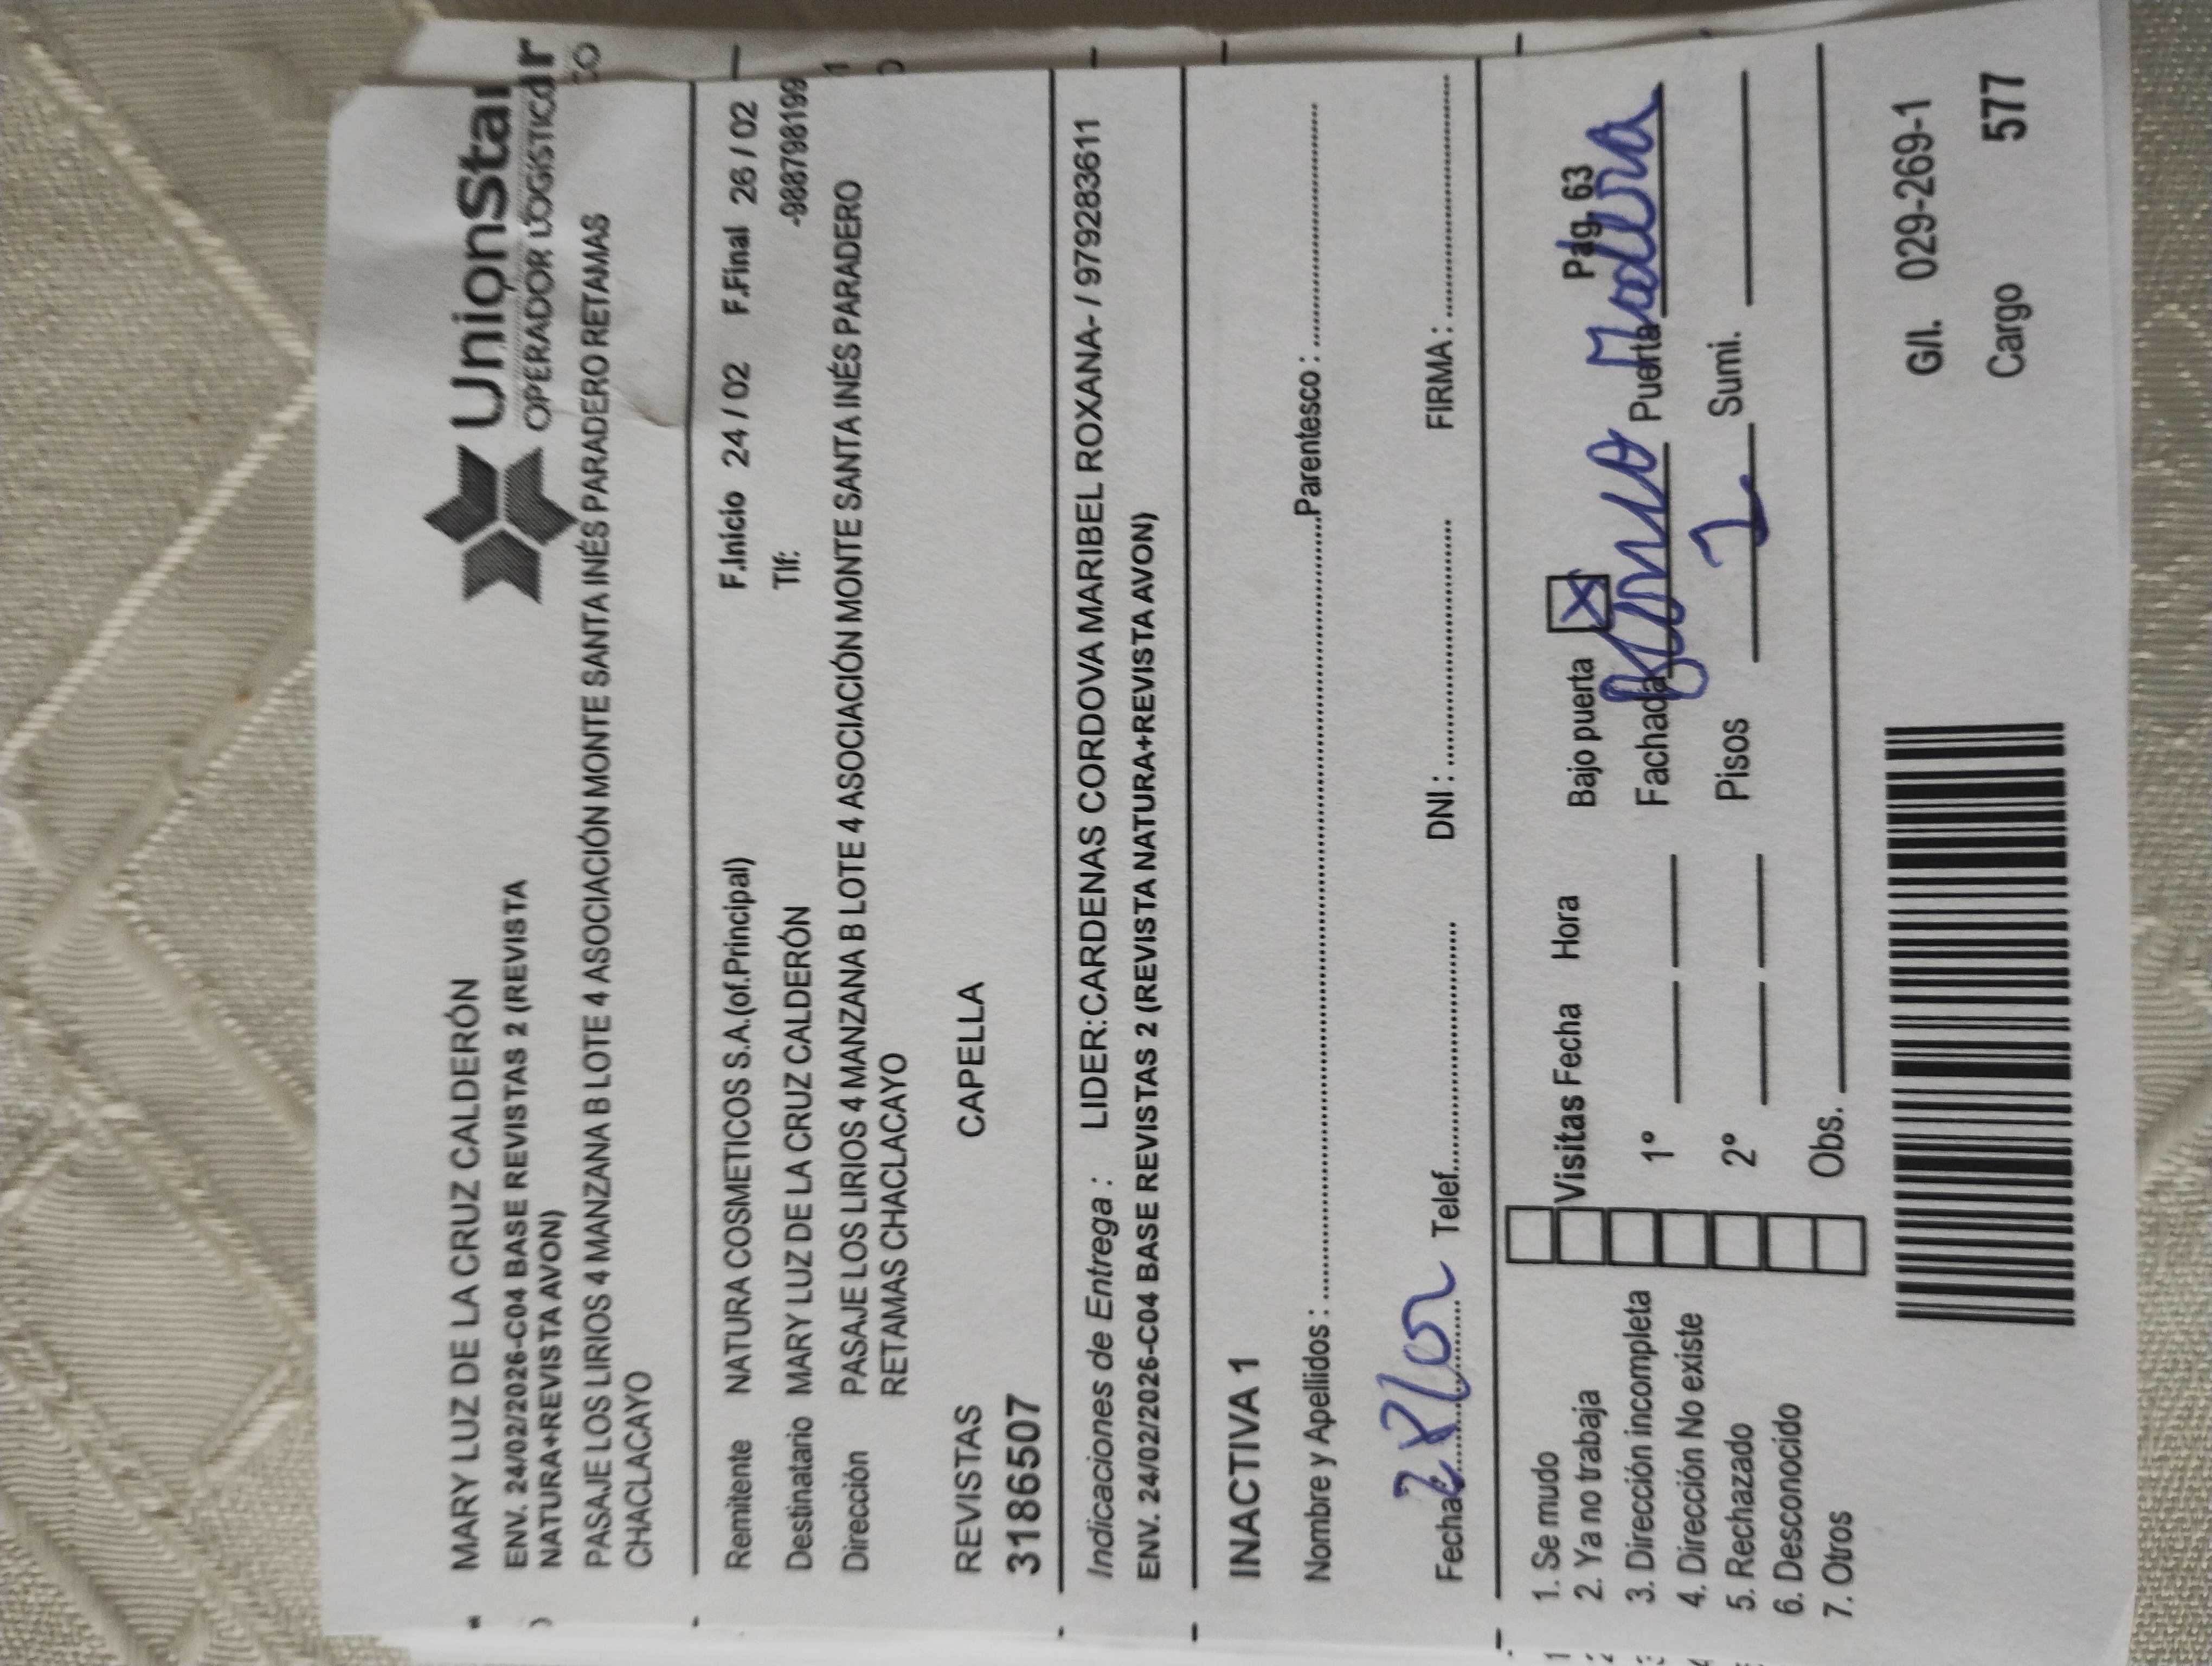 UnionStar
OPERADOR LOGISTICO
MARY LUZ DE LA CRUZ CALDERÓN
ENV. 24/02/2026-C04 BASE REVISTAS 2 (REVISTA
NATURA+REVISTA AVON)
PASAJE LOS LIRIOS 4 MANZANA B LOTE 4 ASOCIACIÓN MONTE SANTA INÉS PARADERO RETAMAS
CHACLACAYO
Remitente NATURA COSMETICOS S.A.(of.Principal) F.Inicio 24 / 02 F.Final 26 / 02
Destinatario MARY LUZ DE LA CRUZ CALDERÓN Tlf: -988798199
Dirección PASAJE LOS LIRIOS 4 MANZANA B LOTE 4 ASOCIACIÓN MONTE SANTA INÉS PARADERO
RETAMAS CHACLACAYO
REVISTAS CAPELLA
3186507
Indicaciones de Entrega : LIDER:CARDENAS CORDOVA MARIBEL ROXANA- / 979283611
ENV. 24/02/2026-C04 BASE REVISTAS 2 (REVISTA NATURA+REVISTA AVON)
INACTIVA 1
Nombre y Apellidos : Parentesco :
Fecha Telef. DNI : FIRMA :
1. Se mudo
2. Ya no trabaja
3. Dirección incompleta
4. Dirección No existe
5. Rechazado
6. Desconocido
7. Otros
Visitas Fecha Hora Bajo puerta X Pág. 63
1º Fachada Puerta Madera
2º Pisos Sumi.
Obs.
G/I. 029-269-1
Cargo 577